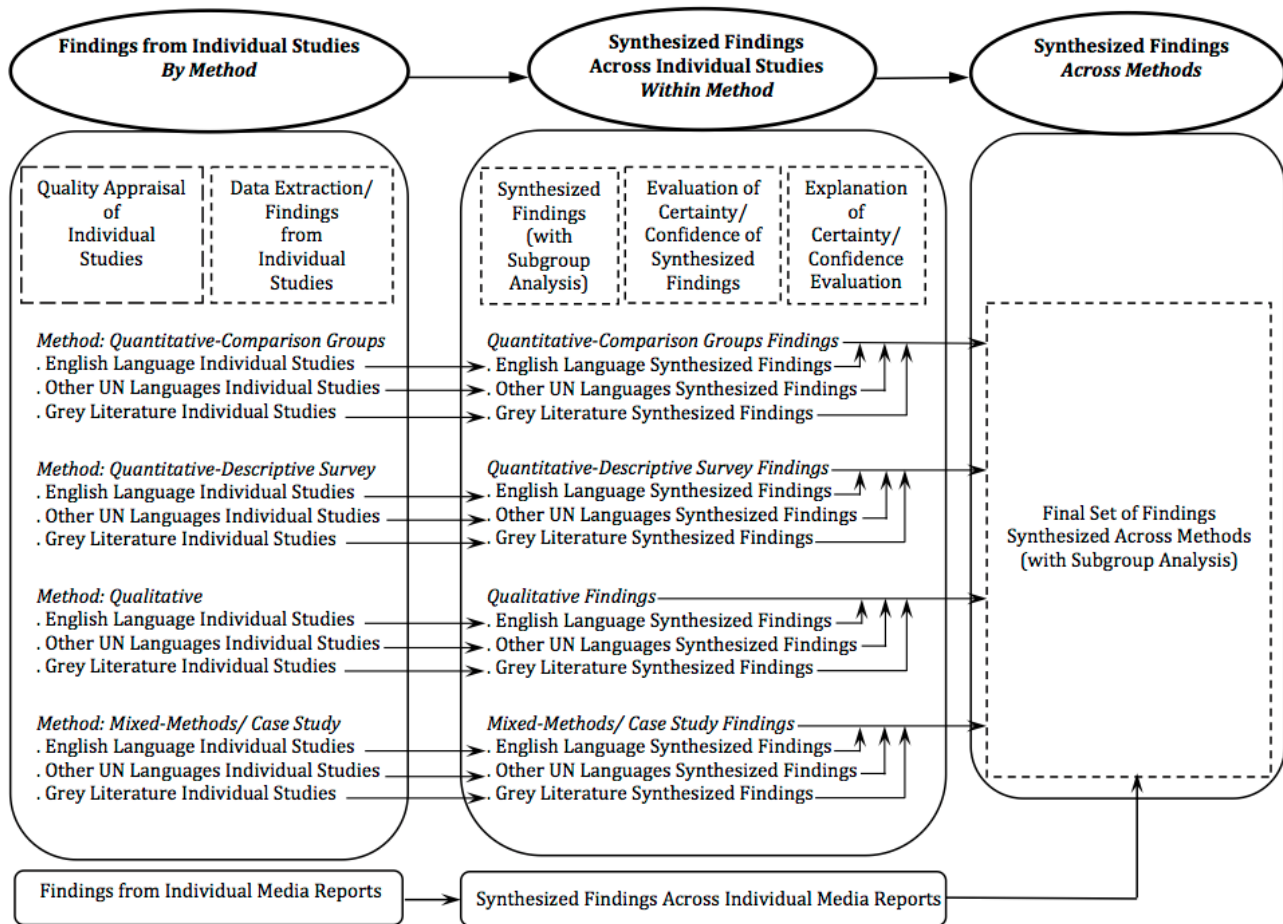 Findings from Individual Studies
By Method
Synthesized Findings
Across Individual Studies
Within Method
Synthesized Findings
Across Methods
Quality Appraisal
of
Individual
Studies
Data Extraction/
Findings
from
Individual
Studies
Synthesized
Findings
(with
Subgroup
Analysis)
Evaluation of
Certainty/
Confidence of
Synthesized
Findings
Explanation
of
Certainty/
Confidence
Evaluation
Method: Quantitative-Comparison Groups
. English Language Individual Studies
. Other UN Languages Individual Studies
. Grey Literature Individual Studies
Quantitative-Comparison Groups Findings
. English Language Synthesized Findings
. Other UN Languages Synthesized Findings
. Grey Literature Synthesized Findings
Method: Quantitative-Descriptive Survey
. English Language Individual Studies
. Other UN Languages Individual Studies
. Grey Literature Individual Studies
Quantitative-Descriptive Survey Findings
. English Language Synthesized Findings
. Other UN Languages Synthesized Findings
. Grey Literature Synthesized Findings
Method: Qualitative
. English Language Individual Studies
. Other UN Languages Individual Studies
. Grey Literature Individual Studies
Qualitative Findings
. English Language Synthesized Findings
. Other UN Languages Synthesized Findings
. Grey Literature Synthesized Findings
Method: Mixed-Methods/ Case Study
. English Language Individual Studies
. Other UN Languages Individual Studies
. Grey Literature Individual Studies
Mixed-Methods/ Case Study Findings
. English Language Synthesized Findings
. Other UN Languages Synthesized Findings
. Grey Literature Synthesized Findings
Final Set of Findings
Synthesized Across Methods
(with Subgroup Analysis)
Findings from Individual Media Reports
Synthesized Findings Across Individual Media Reports